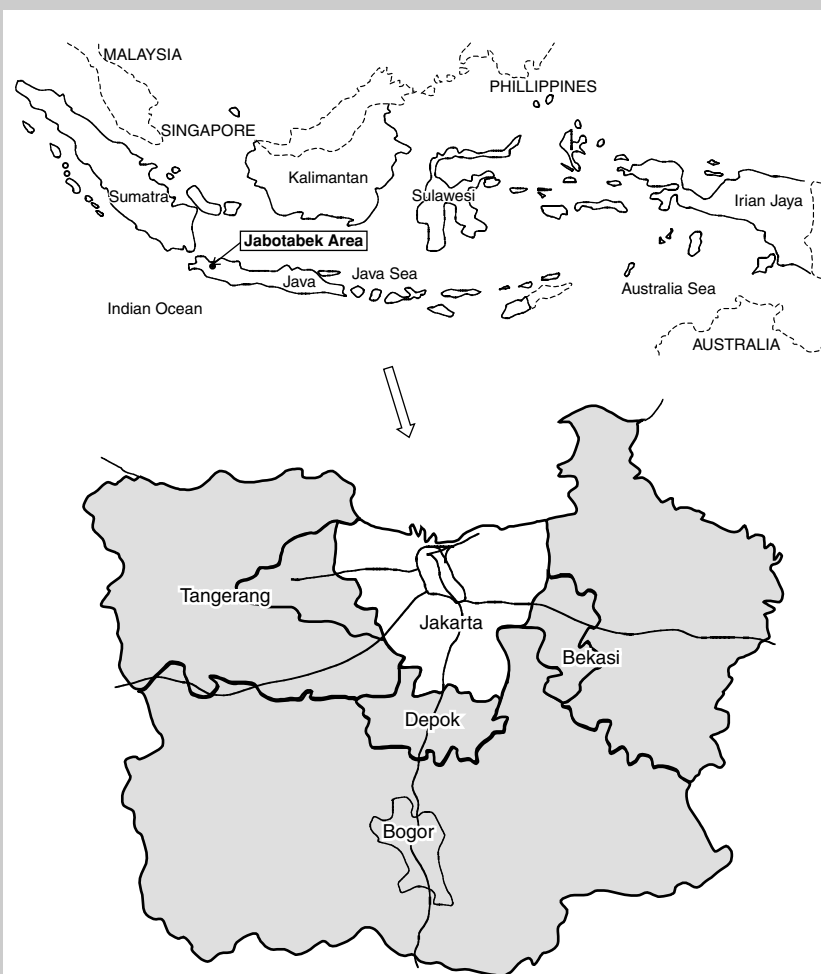 MALAYSIA
PHILLIPPINES
SINGAPORE
Kalimantan
Sumatra
Sulawesi
Irian Jaya
Jabotabek Area
Java Sea
Java
Australia Sea
Indian Ocean
AUSTRALIA
Tangerang
Jakarta
Bekasi
Depok
Bogor